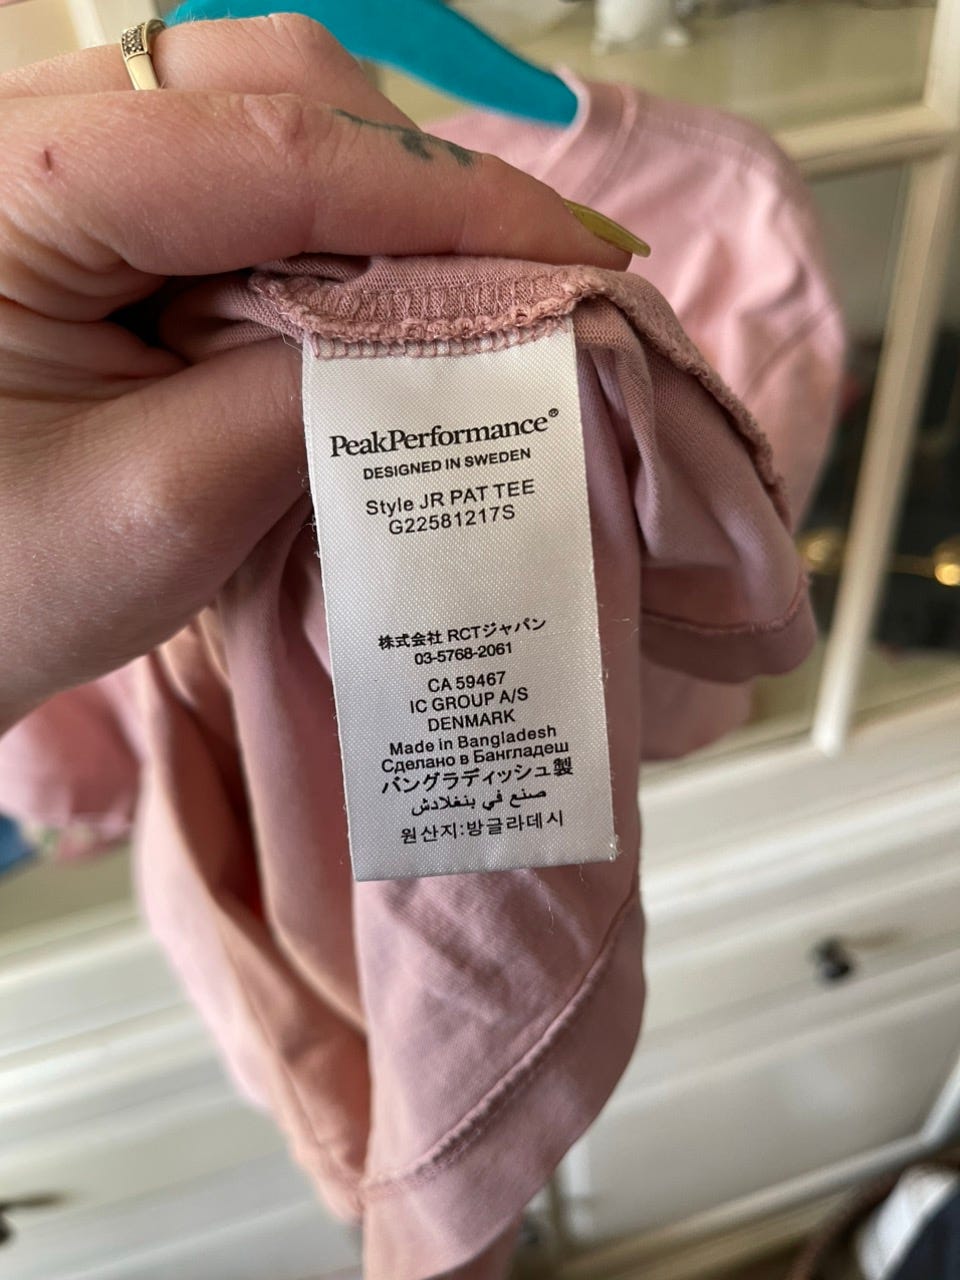 PeakPerformance®
DESIGNED IN SWEDEN
Style JR PAT TEE
G22581217S
株式会社 RCTジャパン
03-5768-2061
CA 59467
IC GROUP A/S
DENMARK
Made in Bangladesh
Сделано в Бангладеш
バングラディッシュ製
صنع في بنغلادش
원산지:방글라데시